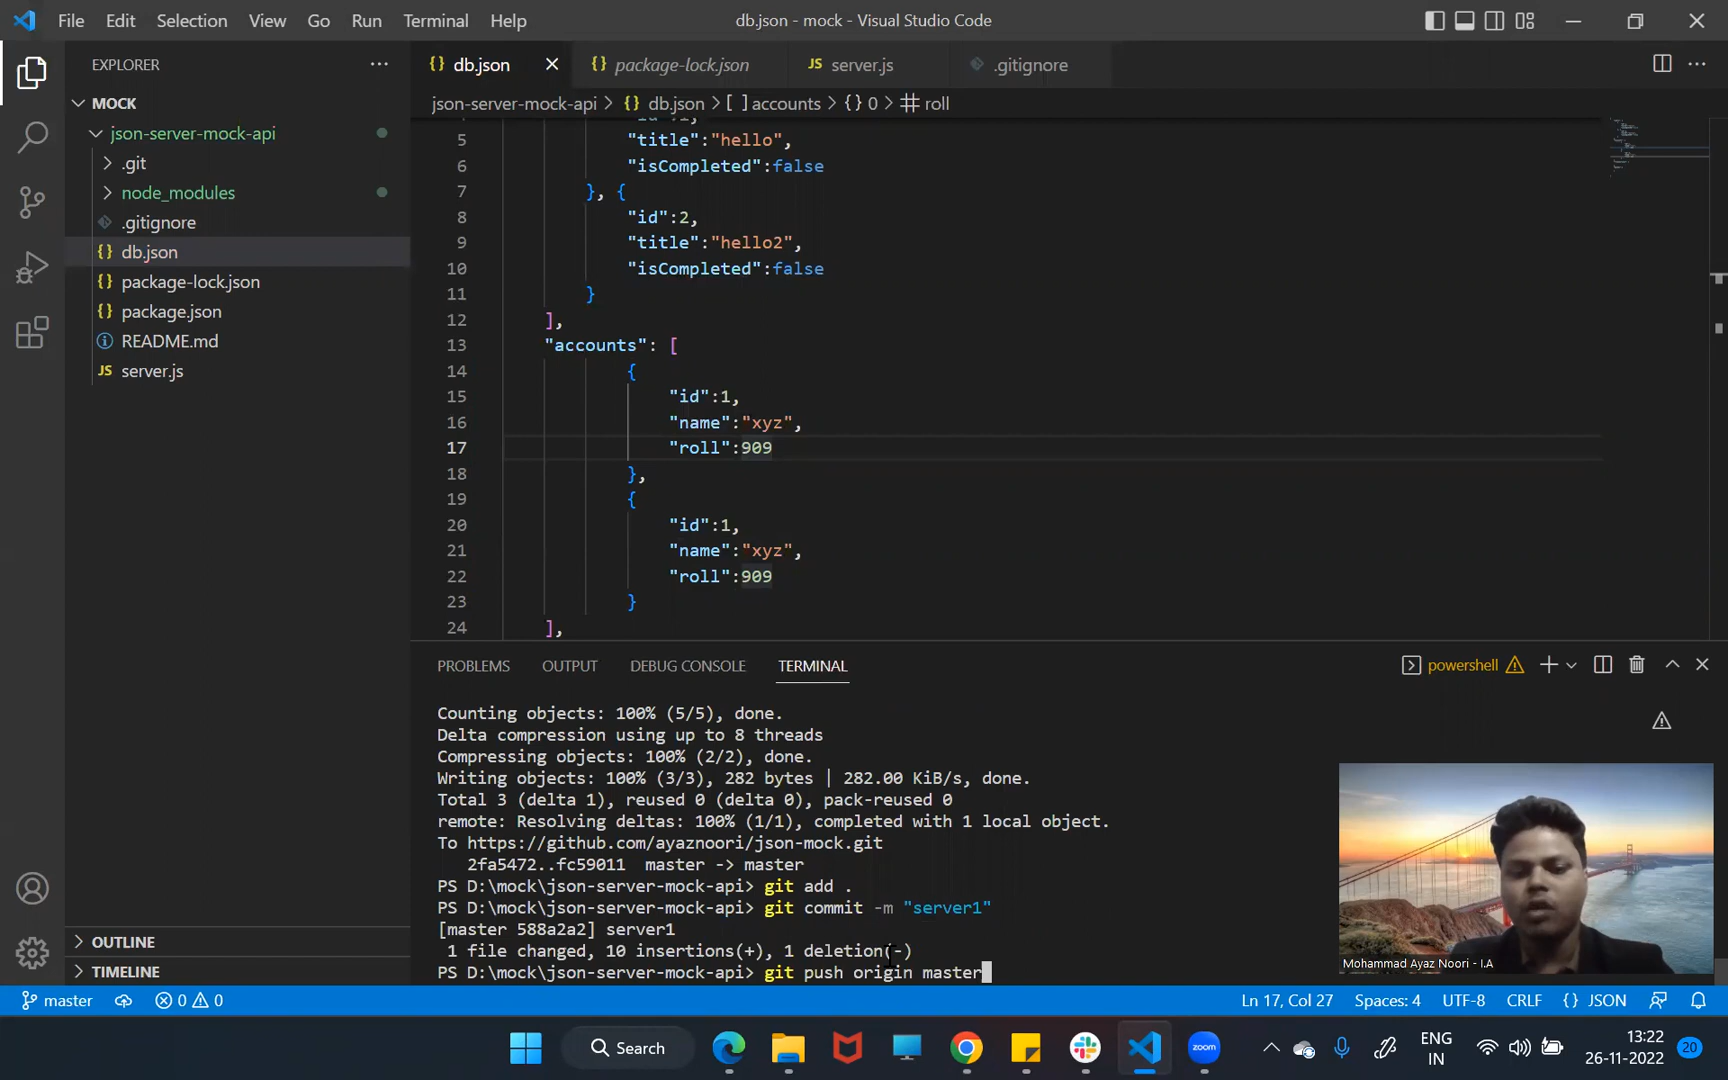 File Edit Selection View Go Run Terminal Help
db.json - mock - Visual Studio Code
EXPLORER
MOCK
json-server-mock-api
.git
node_modules
.gitignore
db.json
package-lock.json
package.json
README.md
server.js
OUTLINE
TIMELINE
db.json package-lock.json server.js .gitignore
json-server-mock-api > db.json > [ ] accounts > {} 0 > # roll
5 "title":"hello",
6 "isCompleted":false
7 }, {
8 "id":2,
9 "title":"hello2",
10 "isCompleted":false
11 }
12 ],
13 "accounts": [
14 {
15 "id":1,
16 "name":"xyz",
17 "roll":909
18 },
19 {
20 "id":1,
21 "name":"xyz",
22 "roll":909
23 }
24 ],
PROBLEMS OUTPUT DEBUG CONSOLE TERMINAL
powershell
Counting objects: 100% (5/5), done.
Delta compression using up to 8 threads
Compressing objects: 100% (2/2), done.
Writing objects: 100% (3/3), 282 bytes | 282.00 KiB/s, done.
Total 3 (delta 1), reused 0 (delta 0), pack-reused 0
remote: Resolving deltas: 100% (1/1), completed with 1 local object.
To https://github.com/ayaznoori/json-mock.git
2fa5472..fc59011 master -> master
PS D:\mock\json-server-mock-api> git add .
PS D:\mock\json-server-mock-api> git commit -m "server1"
[master 588a2a2] server1
1 file changed, 10 insertions(+), 1 deletion(-)
PS D:\mock\json-server-mock-api> git push origin master
Mohammad Ayaz Noori - I.A
master 0 0
Ln 17, Col 27 Spaces: 4 UTF-8 CRLF {} JSON
Search
zoom
ENG
IN
13:22
26-11-2022
20